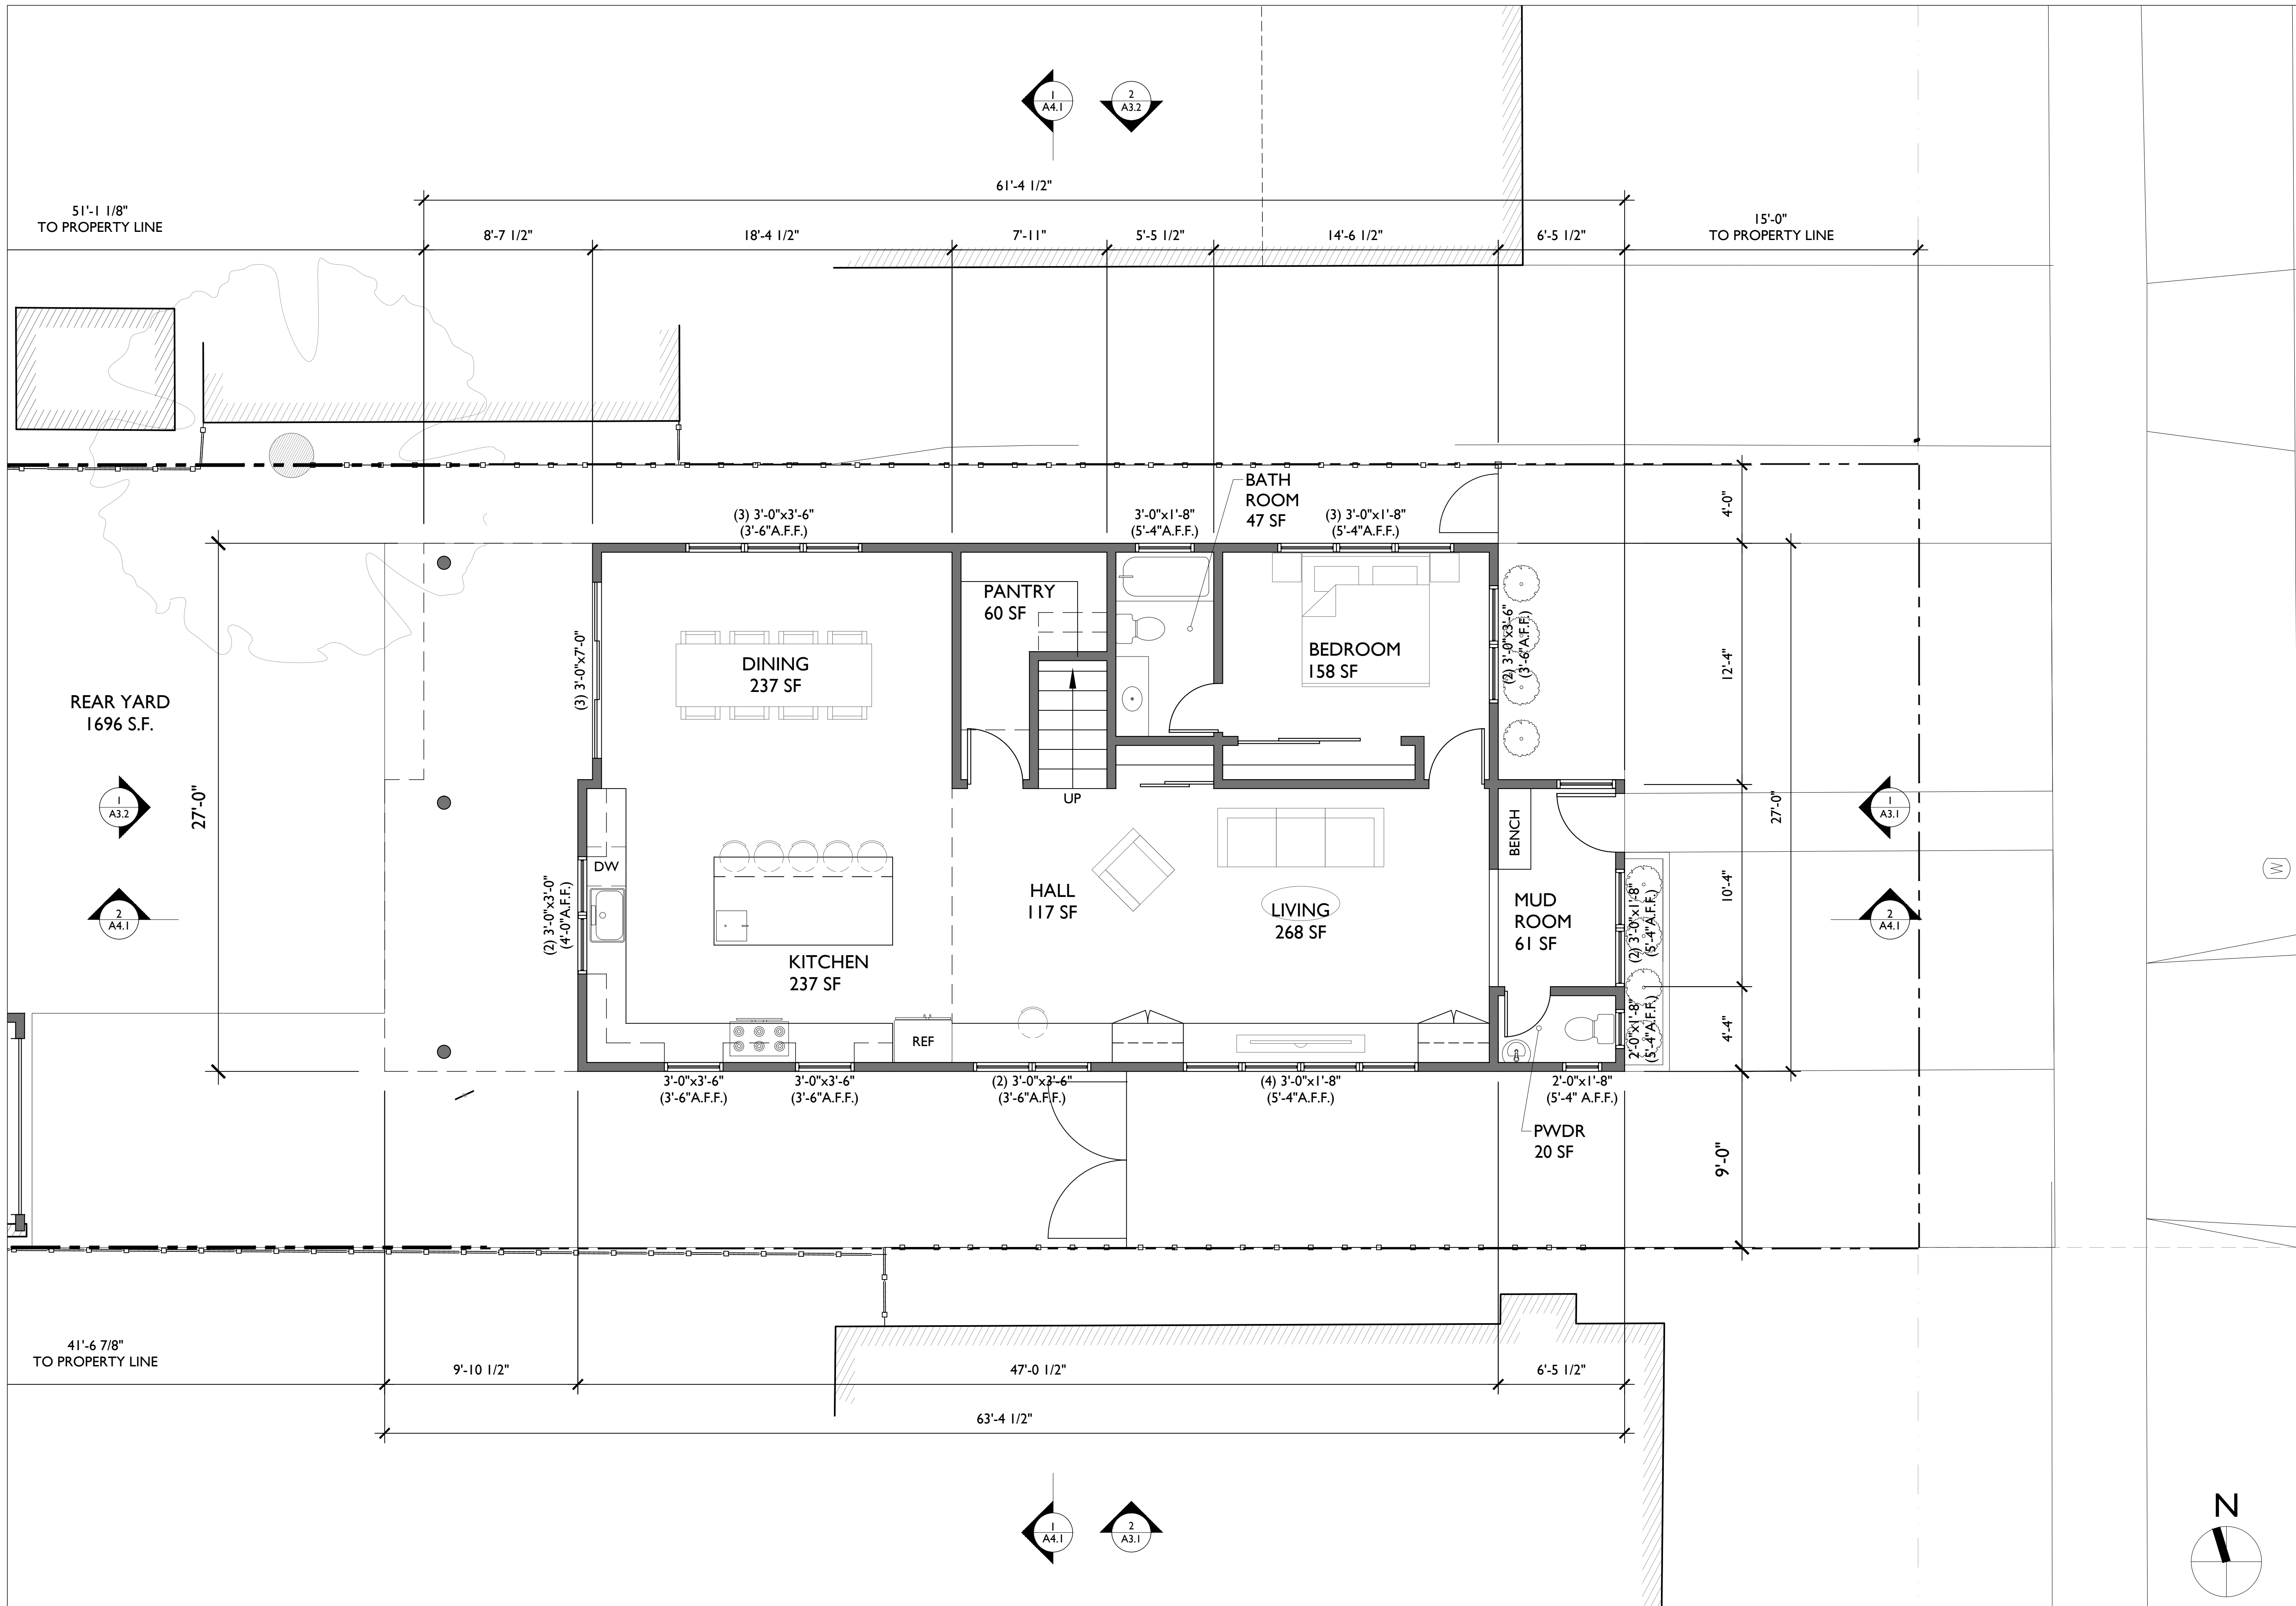 1
A4.1
2
A3.2
61'-4 1/2"
51'-1 1/8"
TO PROPERTY LINE
8'-7 1/2"
18'-4 1/2"
7'-11"
5'-5 1/2"
14'-6 1/2"
6'-5 1/2"
15'-0"
TO PROPERTY LINE
BATH
ROOM
47 SF
(3) 3'-0"x3'-6"
(3'-6"A.F.F.)
3'-0"x1'-8"
(5'-4"A.F.F.)
(3) 3'-0"x1'-8"
(5'-4"A.F.F.)
4'-0"
PANTRY
60 SF
DINING
237 SF
(3) 3'-0"x7'-0"
BEDROOM
158 SF
(2) 3'-0"x3'-6"
(3'-6"A.F.F.)
12'-4"
REAR YARD
1696 S.F.
27'-0"
1
A3.2
UP
27'-0"
1
A3.1
BENCH
DW
W
HALL
117 SF
LIVING
268 SF
MUD
ROOM
61 SF
10'-4"
2
A4.1
(2) 3'-0"x3'-0"
(4'-0"A.F.F.)
(2) 3'-0"x1'-8"
(5'-4"A.F.F.)
2
A4.1
KITCHEN
237 SF
REF
2'-0"x1'-8"
(5'-4"A.F.F.)
4'-4"
3'-0"x3'-6"
(3'-6"A.F.F.)
3'-0"x3'-6"
(3'-6"A.F.F.)
(2) 3'-0"x3'-6"
(3'-6"A.F.F.)
(4) 3'-0"x1'-8"
(5'-4"A.F.F.)
2'-0"x1'-8"
(5'-4" A.F.F.)
PWDR
20 SF
9'-0"
41'-6 7/8"
TO PROPERTY LINE
9'-10 1/2"
47'-0 1/2"
6'-5 1/2"
63'-4 1/2"
1
A4.1
2
A3.1
N